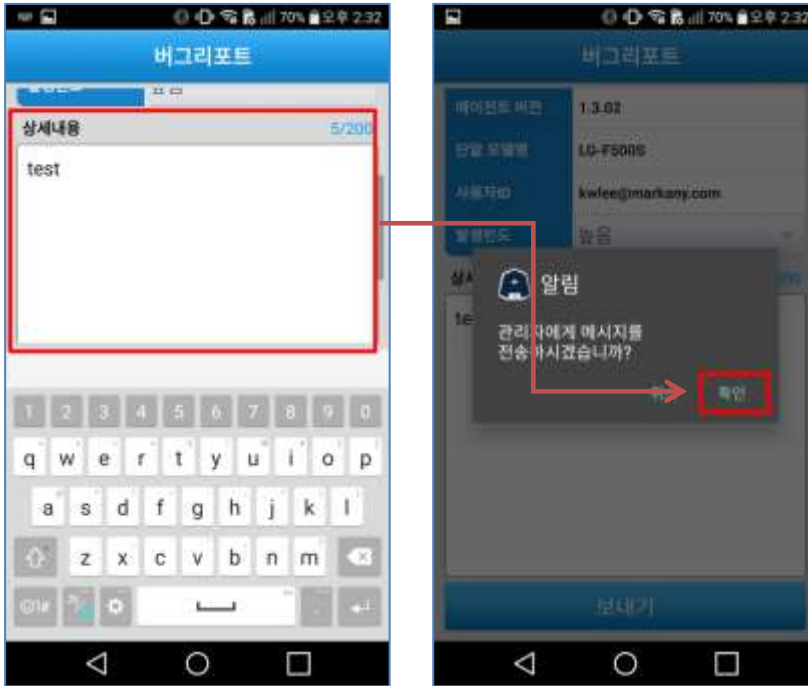 70% 오후 2:32
버그리포트
상세내용 5/200
test
1 2 3 4 5 6 7 8 9 0
q w e r t y u i o p
a s d f g h j k l
z x c v b n m
70% 오후 2:32
버그리포트
에이전트 버전 1.3.02
단말 모델명 LG-F500S
사용자ID kwlee@markany.com
발생빈도 높음
알림
관리자에게 메시지를
전송하시겠습니까?
확인
보내기